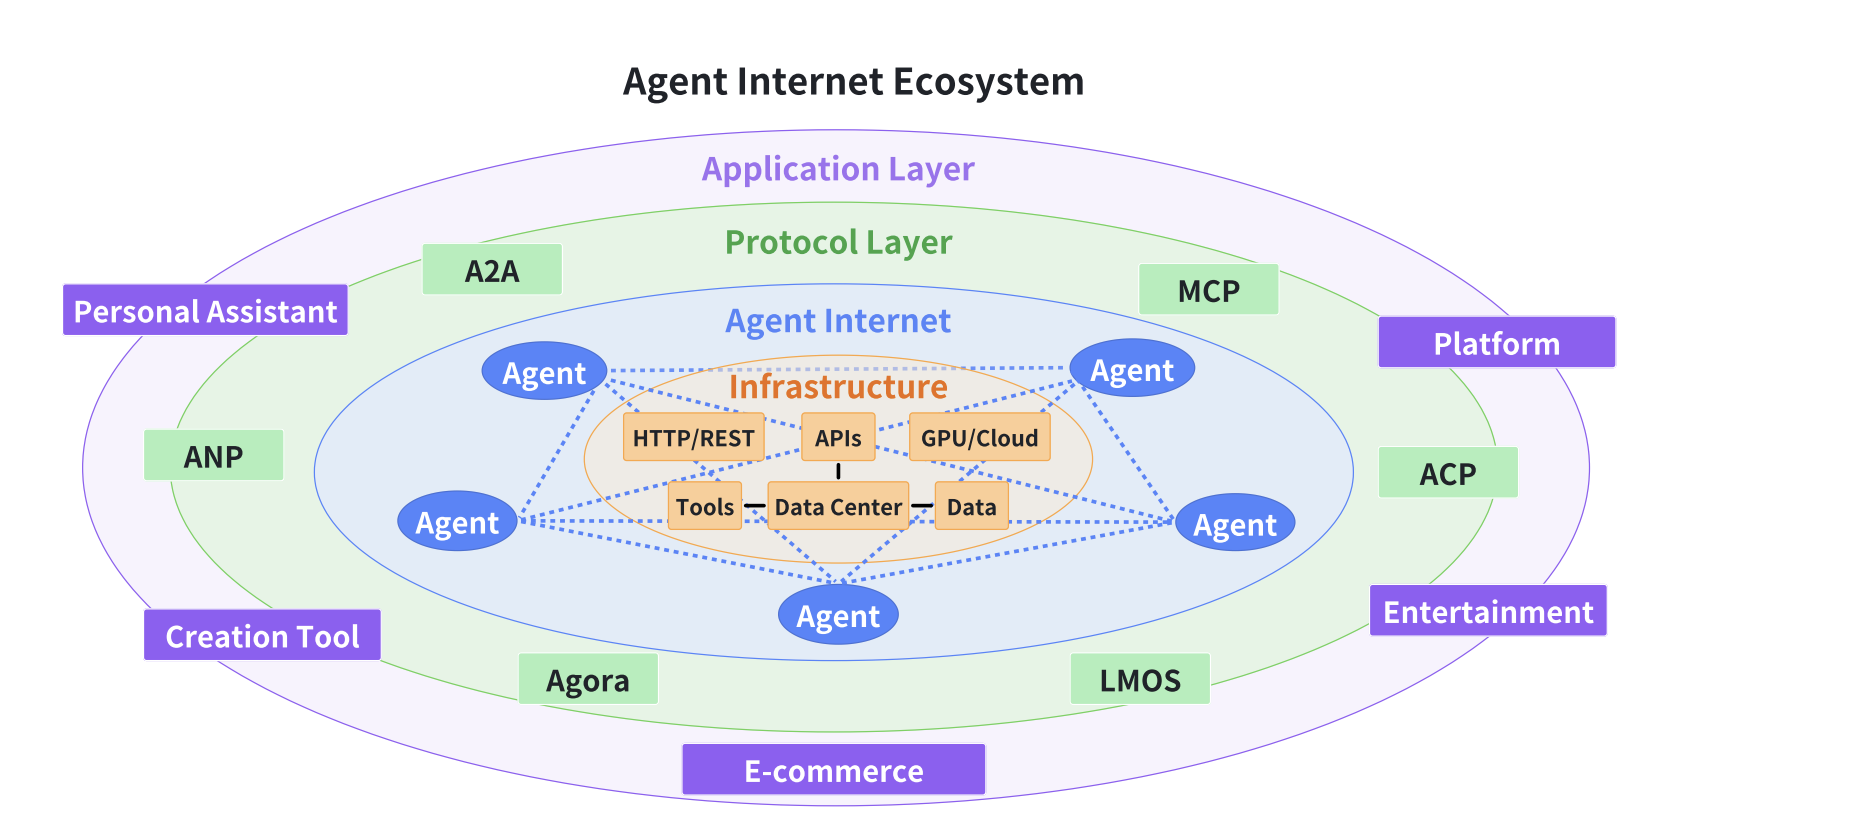 Agent Internet Ecosystem
Application Layer
Protocol Layer
A2A
MCP
Personal Assistant
Platform
Agent Internet
Agent
Agent
Infrastructure
HTTP/REST
APIs
GPU/Cloud
ANP
ACP
Tools
Data Center
Data
Agent
Agent
Agent
Creation Tool
Entertainment
Agora
LMOS
E-commerce